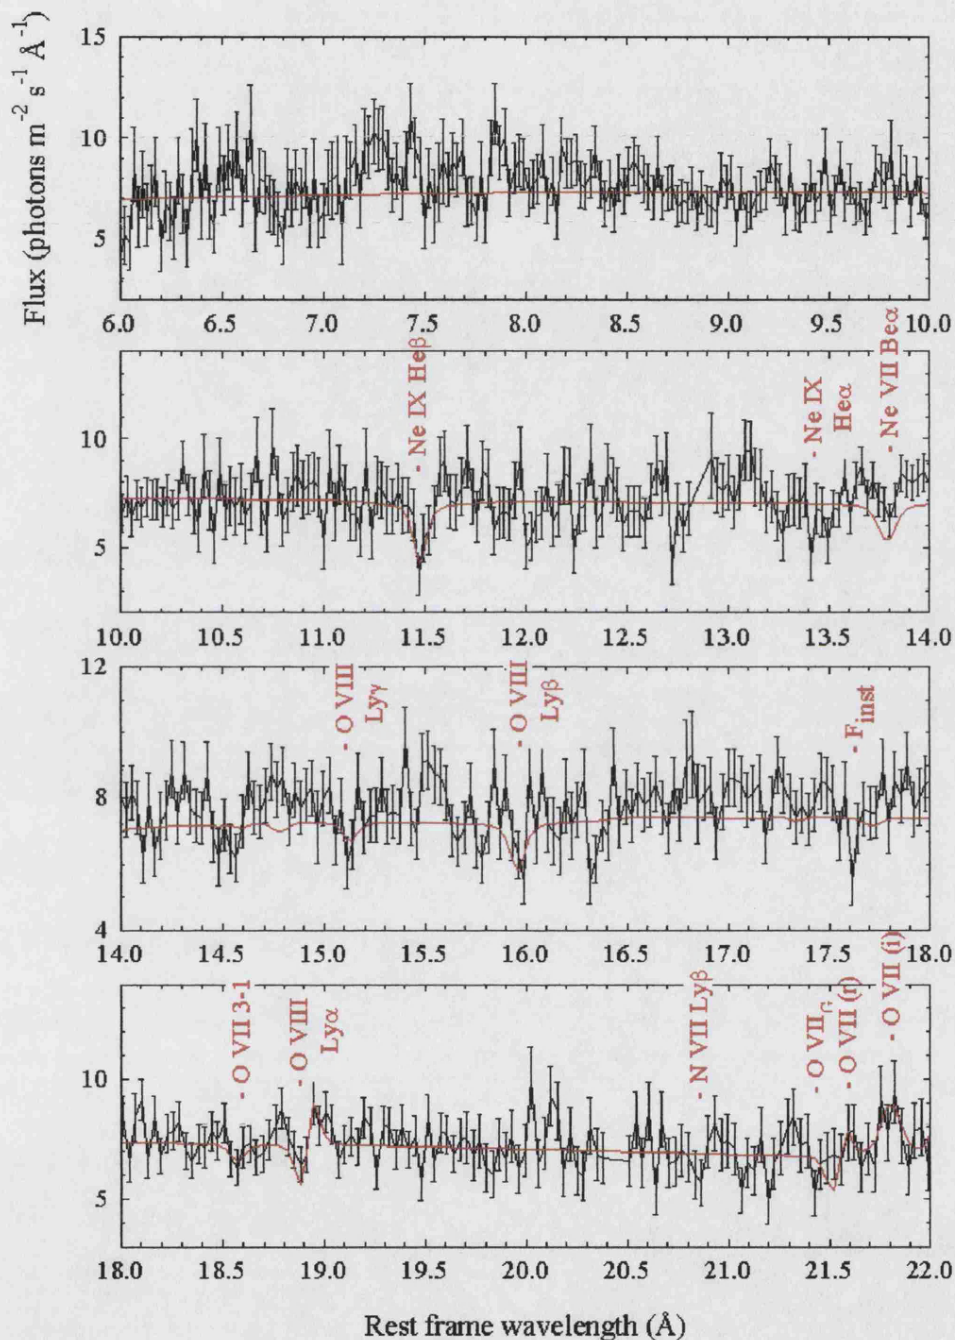 Flux (photons m⁻² s⁻¹ Å⁻¹)
15
10
5
6.0 6.5 7.0 7.5 8.0 8.5 9.0 9.5 10.0
- Ne IX Heβ
- Ne IX
Heα
- Ne VII Beα
10
5
10.0 10.5 11.0 11.5 12.0 12.5 13.0 13.5 14.0
- O VIII
Lyγ
- O VIII
Lyβ
- F inst
12
8
4
14.0 14.5 15.0 15.5 16.0 16.5 17.0 17.5 18.0
- O VII 3-1
- O VIII
Lyα
- N VII Lyβ
- O VII
- O VII (r)
- O VII (i)
10
5
18.0 18.5 19.0 19.5 20.0 20.5 21.0 21.5 22.0
Rest frame wavelength (Å)